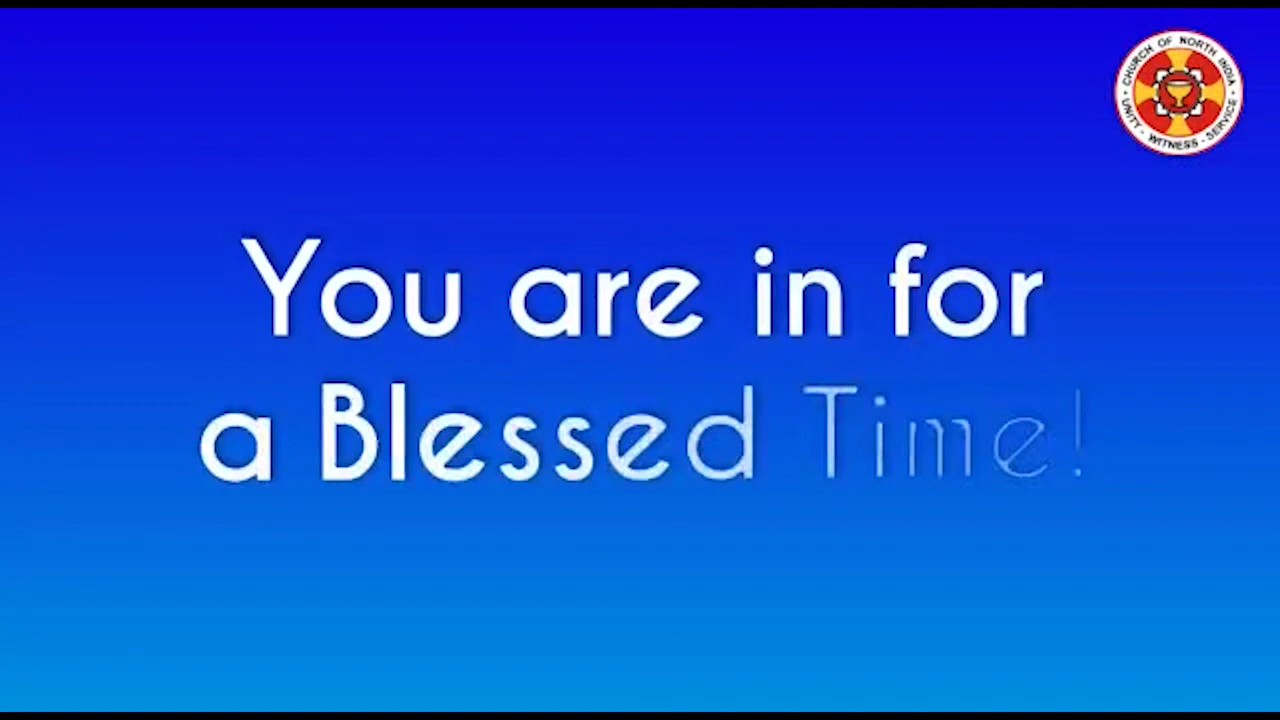 CHURCH OF NORTH INDIA
UNITY - WITNESS - SERVICE
You are in for
a Blessed Time!